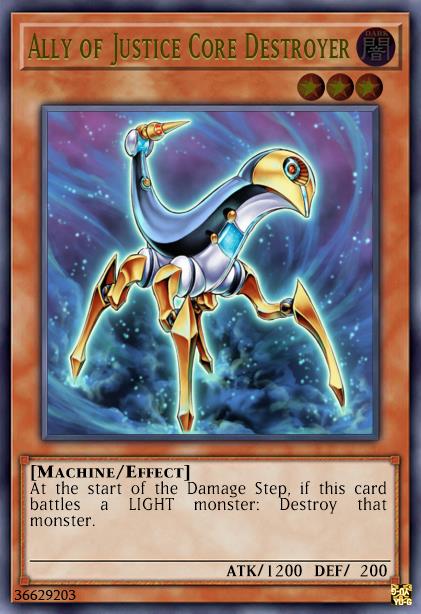 ALLY OF JUSTICE CORE DESTROYER
DARK
闇
[MACHINE/EFFECT]
At the start of the Damage Step, if this card
battles a LIGHT monster: Destroy that
monster.
ATK/1200 DEF/ 200
36629203